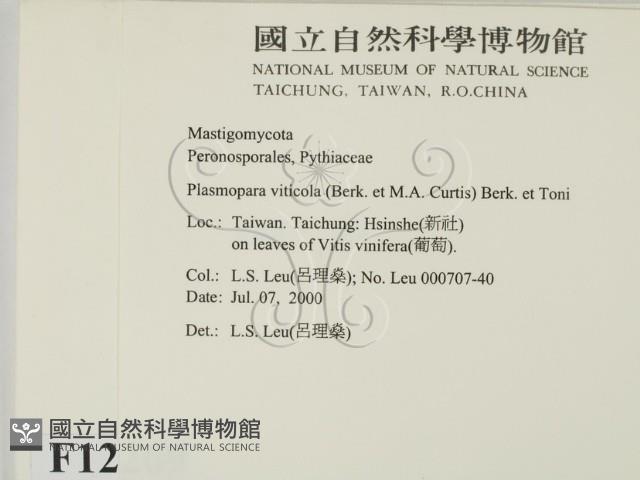 國立自然科學博物館
NATIONAL MUSEUM OF NATURAL SCIENCE
TAICHUNG, TAIWAN, R.O.CHINA
Mastigomycota
Peronosporales, Pythiaceae
Plasmopara viticola (Berk. et M.A. Curtis) Berk. et Toni
Loc.: Taiwan. Taichung: Hsinshe(新社)
on leaves of Vitis vinifera(葡萄).
Col.: L.S. Leu(呂理燊); No. Leu 000707-40
Date: Jul. 07, 2000
Det.: L.S. Leu(呂理燊)
國立自然科學博物館
NATIONAL MUSEUM OF NATURAL SCIENCE
F12